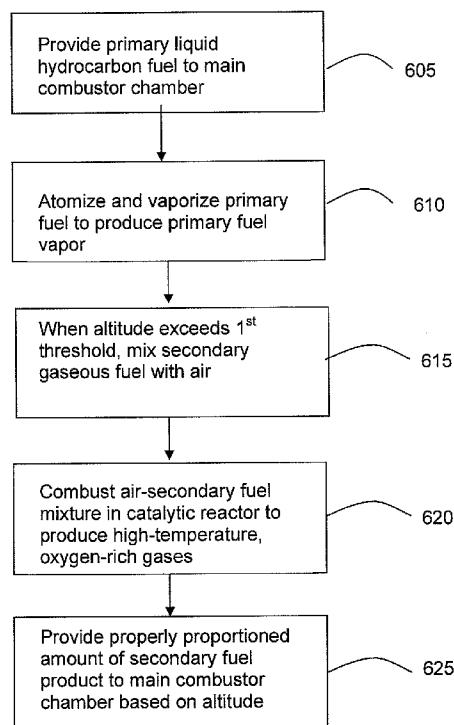 Provide primary liquid
hydrocarbon fuel to main
combustor chamber
605
Atomize and vaporize primary
fuel to produce primary fuel
vapor
610
When altitude exceeds 1st
threshold, mix secondary
gaseous fuel with air
615
Combust air-secondary fuel
mixture in catalytic reactor to
produce high-temperature,
oxygen-rich gases
620
Provide properly proportioned
amount of secondary fuel
product to main combustor
chamber based on altitude
625